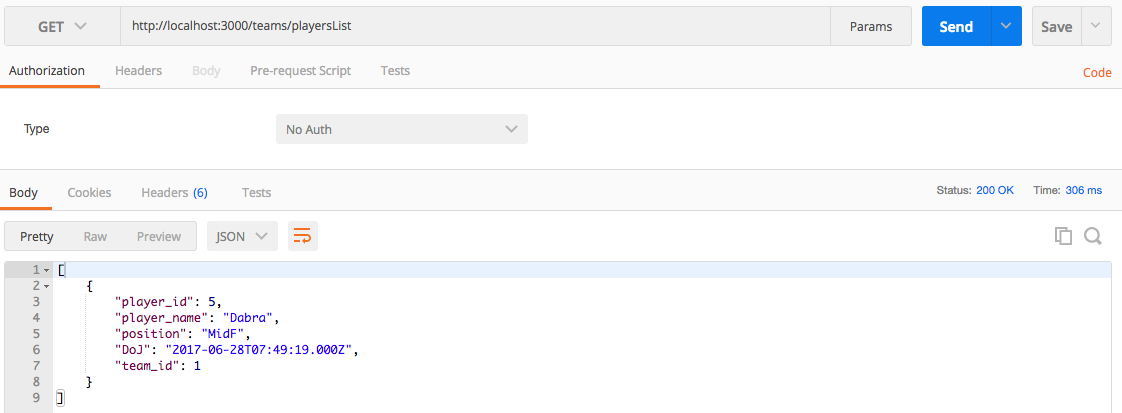 GET http://localhost:3000/teams/playersList Params Send Save
Authorization Headers Body Pre-request Script Tests Code
Type No Auth
Body Cookies Headers (6) Tests Status: 200 OK Time: 306 ms
Pretty Raw Preview JSON
1 [
2 {
3 "player_id": 5,
4 "player_name": "Dabra",
5 "position": "MidF",
6 "DoJ": "2017-06-28T07:49:19.000Z",
7 "team_id": 1
8 }
9 ]